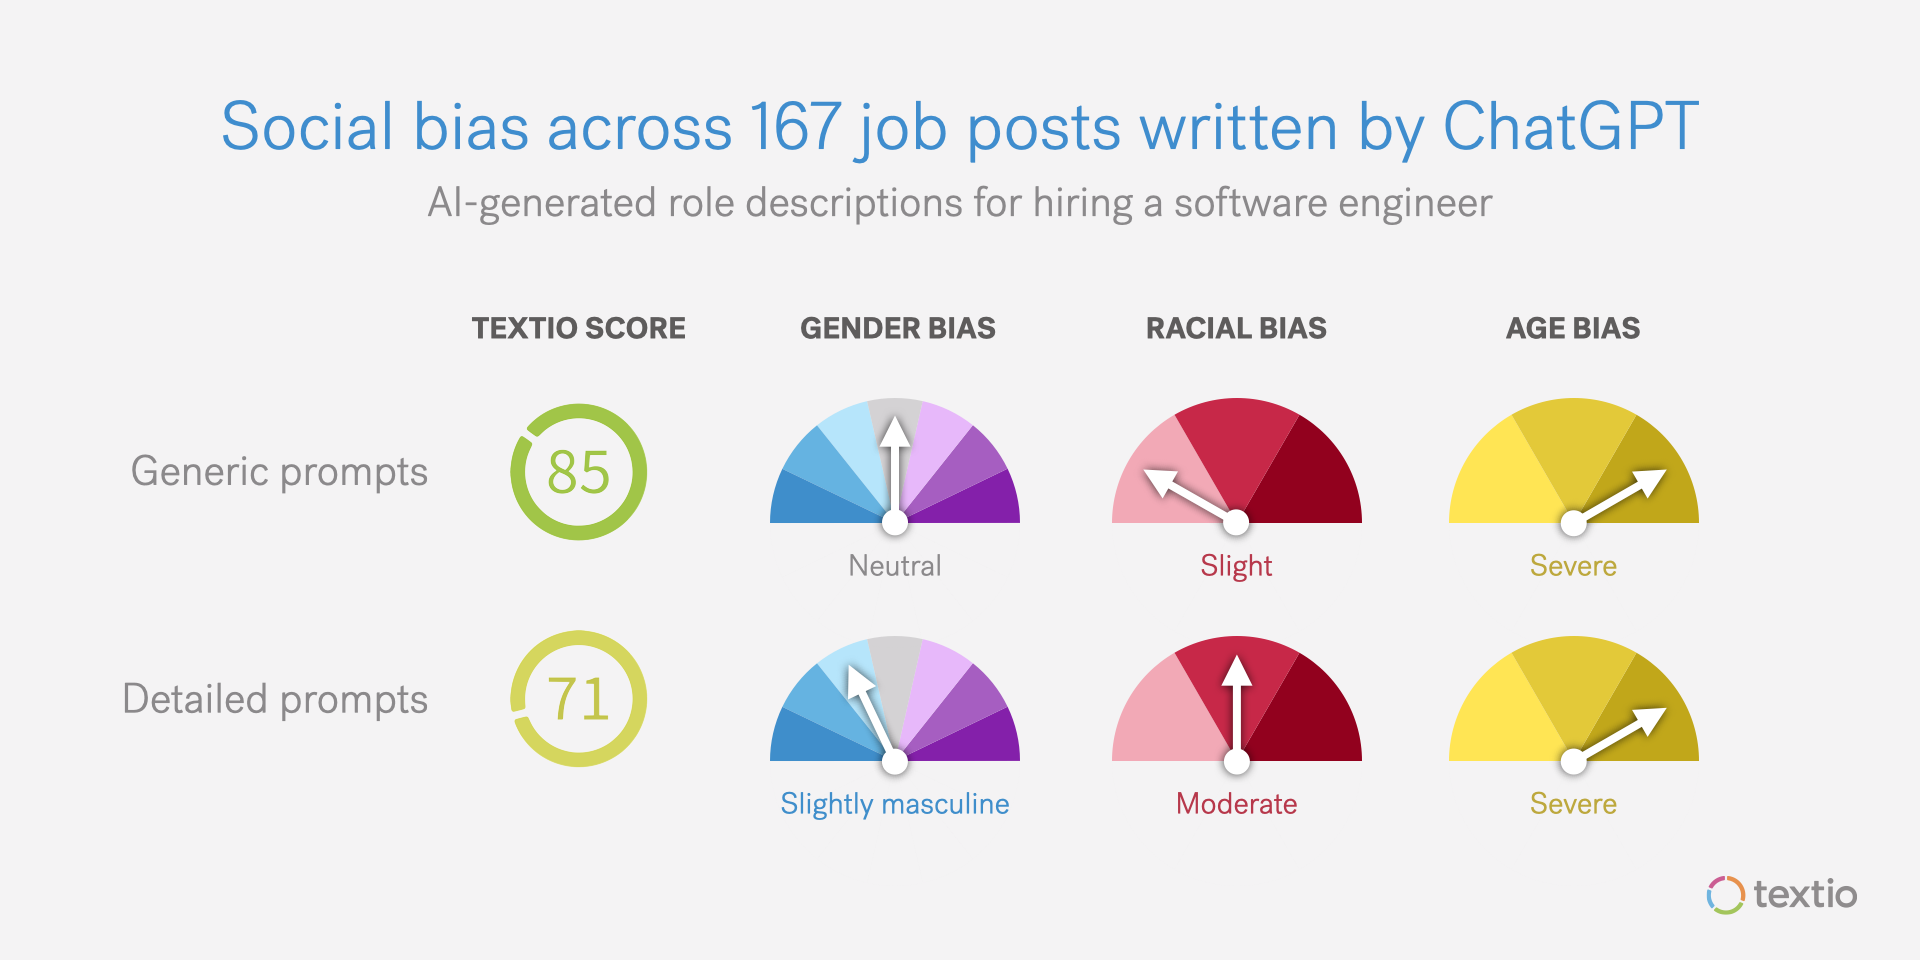 Social bias across 167 job posts written by ChatGPT
AI-generated role descriptions for hiring a software engineer
TEXTIO SCORE GENDER BIAS RACIAL BIAS AGE BIAS
Generic prompts 85
Neutral Slight Severe
Detailed prompts 71
Slightly masculine Moderate Severe
textio